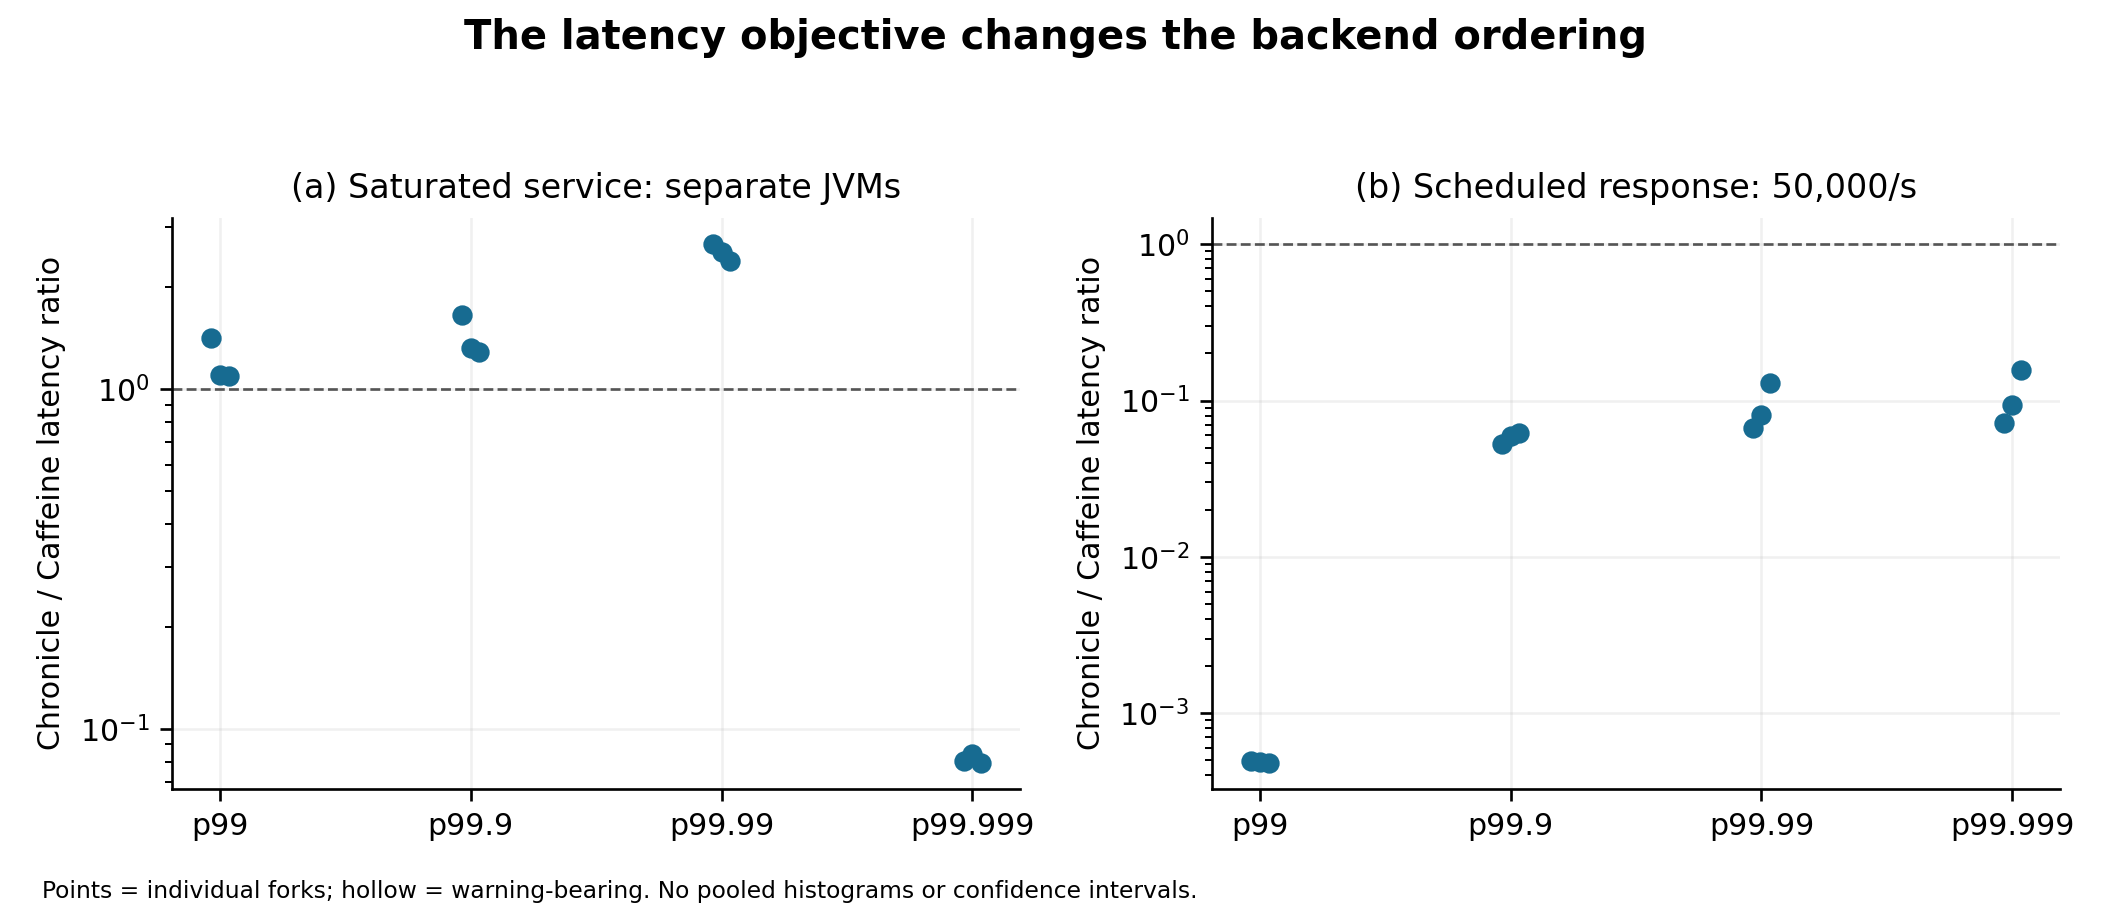 The latency objective changes the backend ordering
(a) Saturated service: separate JVMs
Chronicle / Caffeine latency ratio
10⁰
10⁻¹
p99 p99.9 p99.99 p99.999
(b) Scheduled response: 50,000/s
Chronicle / Caffeine latency ratio
10⁰
10⁻¹
10⁻²
10⁻³
p99 p99.9 p99.99 p99.999
Points = individual forks; hollow = warning-bearing. No pooled histograms or confidence intervals.